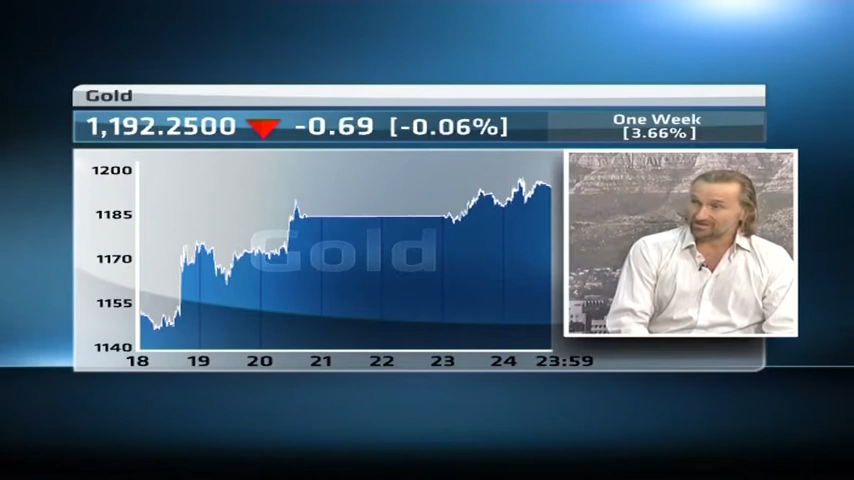 Gold
1,192.2500 -0.69 [-0.06%]
One Week
[3.66%]
1200
1185
1170
1155
1140
Gold
18 19 20 21 22 23 24 23:59